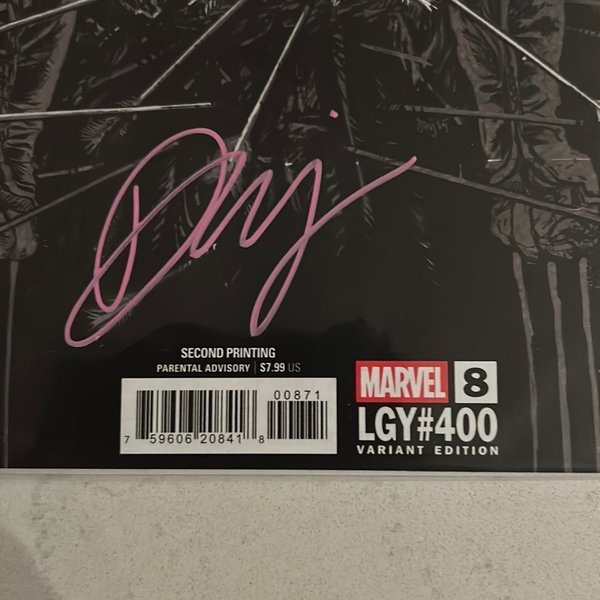 SECOND PRINTING
PARENTAL ADVISORY | $7.99 US
00871
7 59606 20841 8
MARVEL 8
LGY#400
VARIANT EDITION